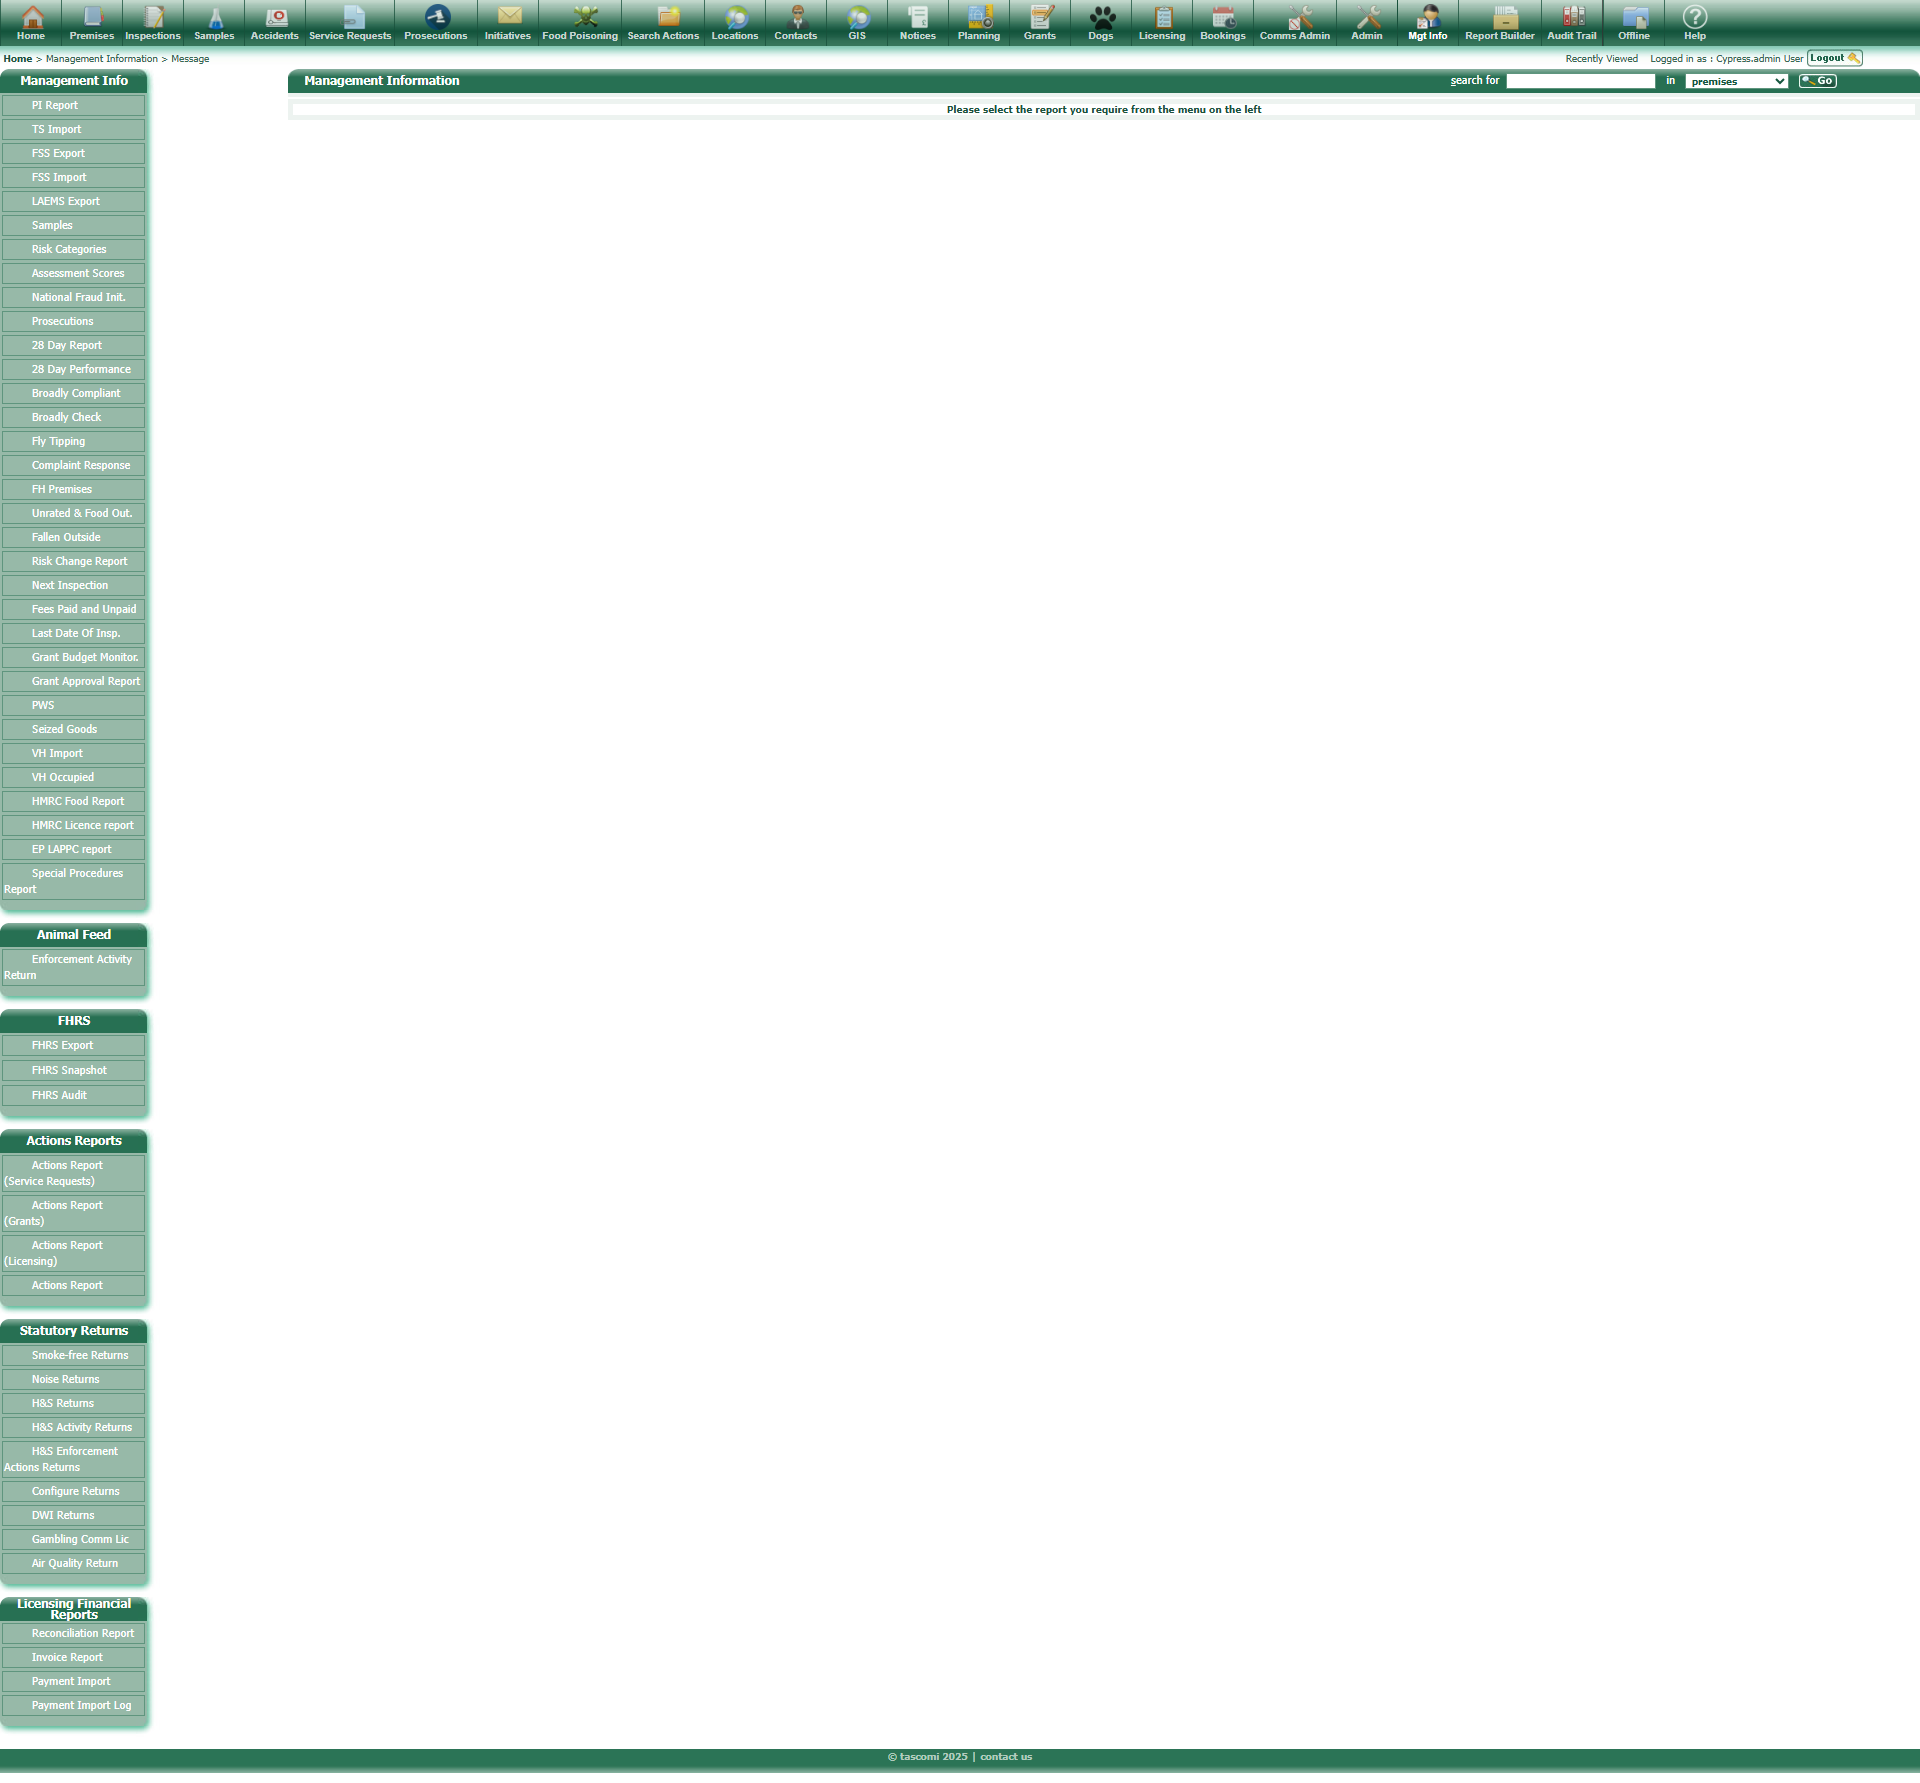 Home Premises Inspections Samples Accidents Service Requests Prosecutions Initiatives Food Poisoning Search Actions Locations Contacts GIS Notices Planning Grants Dogs Licensing Bookings Comms Admin Admin Mgt Info Report Builder Audit Trail Offline Help
Home > Management Information > Message
Recently Viewed Logged in as : Cypress.admin User Logout
Management Info
Management Information
search for in premises Go
Please select the report you require from the menu on the left
PI Report
TS Import
FSS Export
FSS Import
LAEMS Export
Samples
Risk Categories
Assessment Scores
National Fraud Init.
Prosecutions
28 Day Report
28 Day Performance
Broadly Compliant
Broadly Check
Fly Tipping
Complaint Response
FH Premises
Unrated & Food Out.
Fallen Outside
Risk Change Report
Next Inspection
Fees Paid and Unpaid
Last Date Of Insp.
Grant Budget Monitor.
Grant Approval Report
PWS
Seized Goods
VH Import
VH Occupied
HMRC Food Report
HMRC Licence report
EP LAPPC report
Special Procedures
Report
Animal Feed
Enforcement Activity
Return
FHRS
FHRS Export
FHRS Snapshot
FHRS Audit
Actions Reports
Actions Report
(Service Requests)
Actions Report
(Grants)
Actions Report
(Licensing)
Actions Report
Statutory Returns
Smoke-free Returns
Noise Returns
H&S Returns
H&S Activity Returns
H&S Enforcement
Actions Returns
Configure Returns
DWI Returns
Gambling Comm Lic
Air Quality Return
Licensing Financial
Reports
Reconciliation Report
Invoice Report
Payment Import
Payment Import Log
© tascomi 2025 | contact us